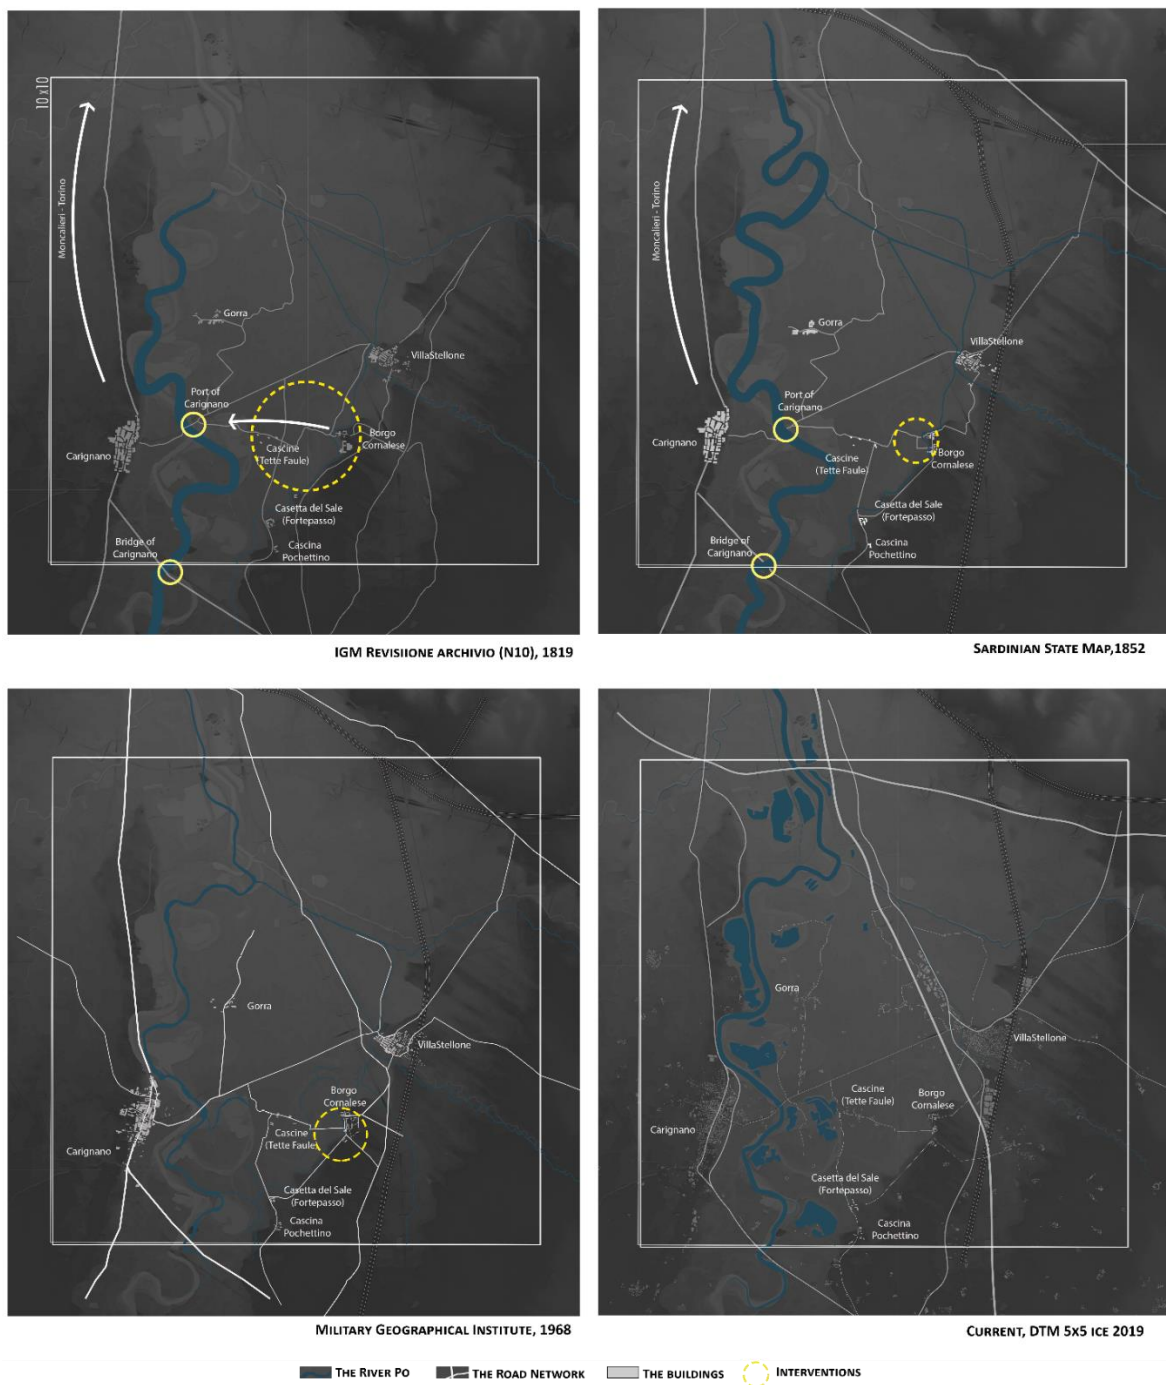 10 x10
Moncalieri - Torino
Gorra
VillaStellone
Port of
Carignano
Carignano
Cascine
(Tette Faule)
Borgo
Cornalese
Casetta del Sale
(Fortepasso)
Bridge of
Carignano
Cascina
Pochettino
IGM Revisiione archivio (N10), 1819
Moncalieri - Torino
Gorra
VillaStellone
Port of
Carignano
Carignano
Cascine
(Tette Faule)
Borgo
Cornalese
Casetta del Sale
(Fortepasso)
Bridge of
Carignano
Cascina
Pochettino
Sardinian State Map,1852
Gorra
VillaStellone
Borgo
Cornalese
Cascine
(Tette Faule)
Carignano
Casetta del Sale
(Fortepasso)
Cascina
Pochettino
Military Geographical Institute, 1968
Gorra
VillaStellone
Cascine
(Tette Faule)
Borgo
Cornalese
Carignano
Casetta del Sale
(Fortepasso)
Cascina
Pochettino
Current, DTM 5x5 ice 2019
The River Po
The Road Network
The buildings
Interventions